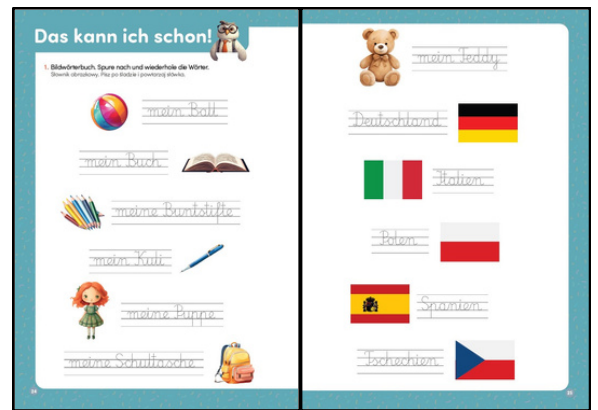 Das kann ich schon!
1. Bildwörterbuch. Spure nach und wiederhole die Wörter.
Słownik obrazkowy. Pisz po śladzie i powtarzaj słówka.
mein Ball
mein Buch
meine Buntstifte
mein Kuli
meine Puppe
meine Schultasche
mein Teddy
Deutschland
Italien
Polen
Spanien
Tschechien